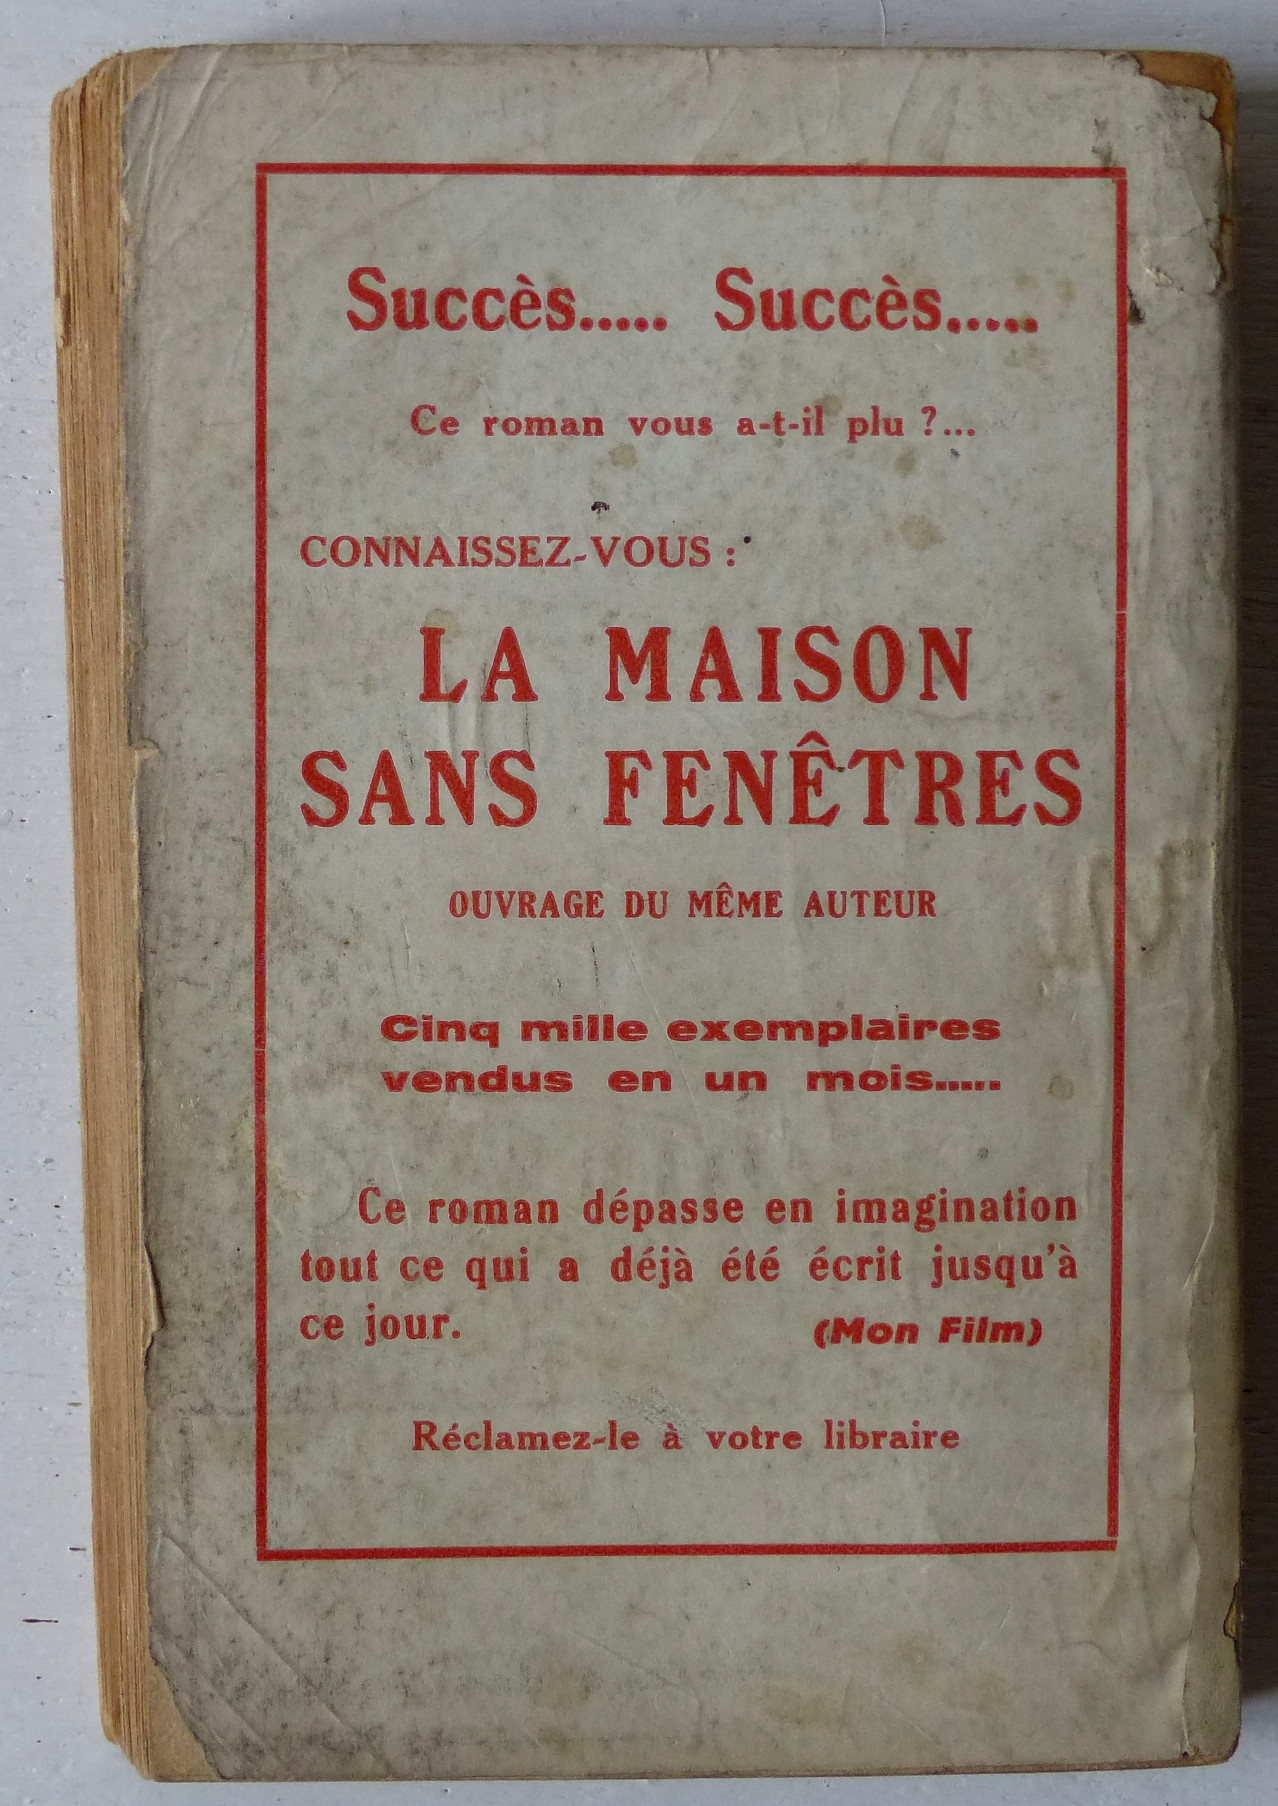 Succès..... Succès.....
Ce roman vous a-t-il plu ?...
CONNAISSEZ-VOUS :
LA MAISON
SANS FENÊTRES
OUVRAGE DU MÊME AUTEUR
Cinq mille exemplaires
vendus en un mois.....
Ce roman dépasse en imagination
tout ce qui a déjà été écrit jusqu'à
ce jour. (Mon Film)
Réclamez-le à votre libraire